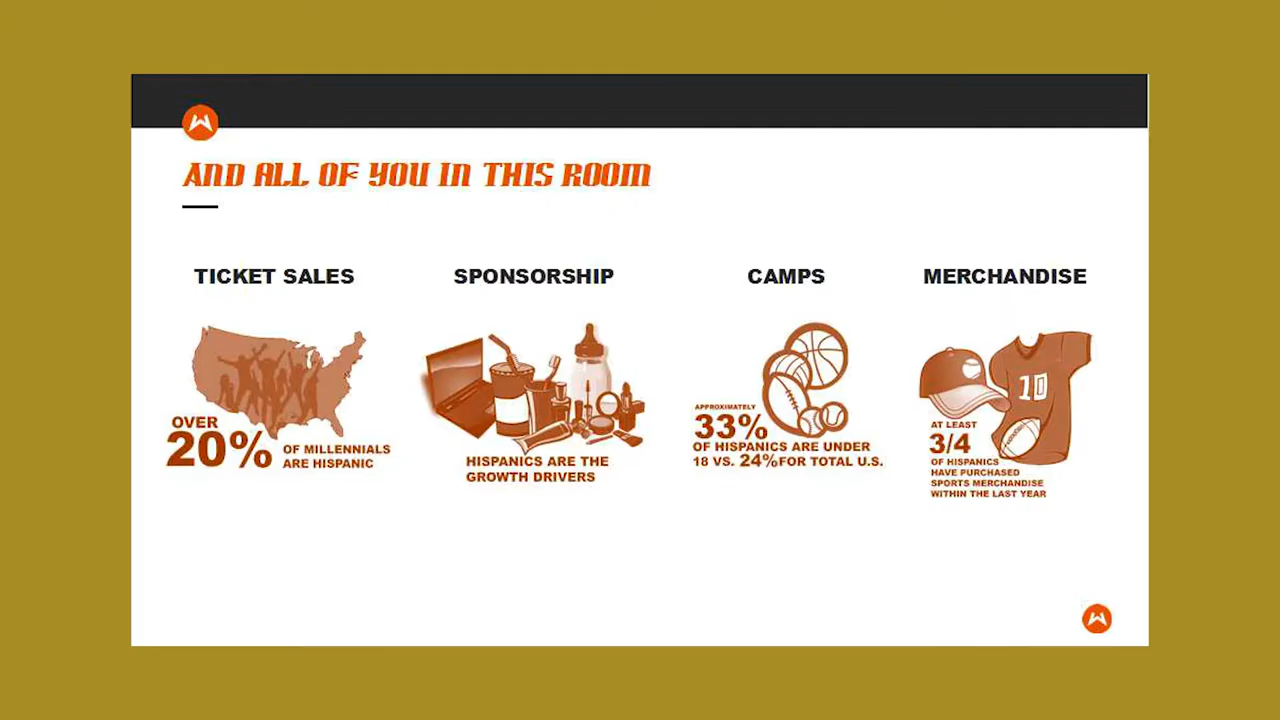 AND ALL OF YOU IN THIS ROOM
TICKET SALES
OVER
20%
OF MILLENNIALS
ARE HISPANIC
SPONSORSHIP
HISPANICS ARE THE
GROWTH DRIVERS
CAMPS
APPROXIMATELY
33%
OF HISPANICS ARE UNDER
18 VS. 24% FOR TOTAL U.S.
MERCHANDISE
10
AT LEAST
3/4
OF HISPANICS
HAVE PURCHASED
SPORTS MERCHANDISE
WITHIN THE LAST YEAR